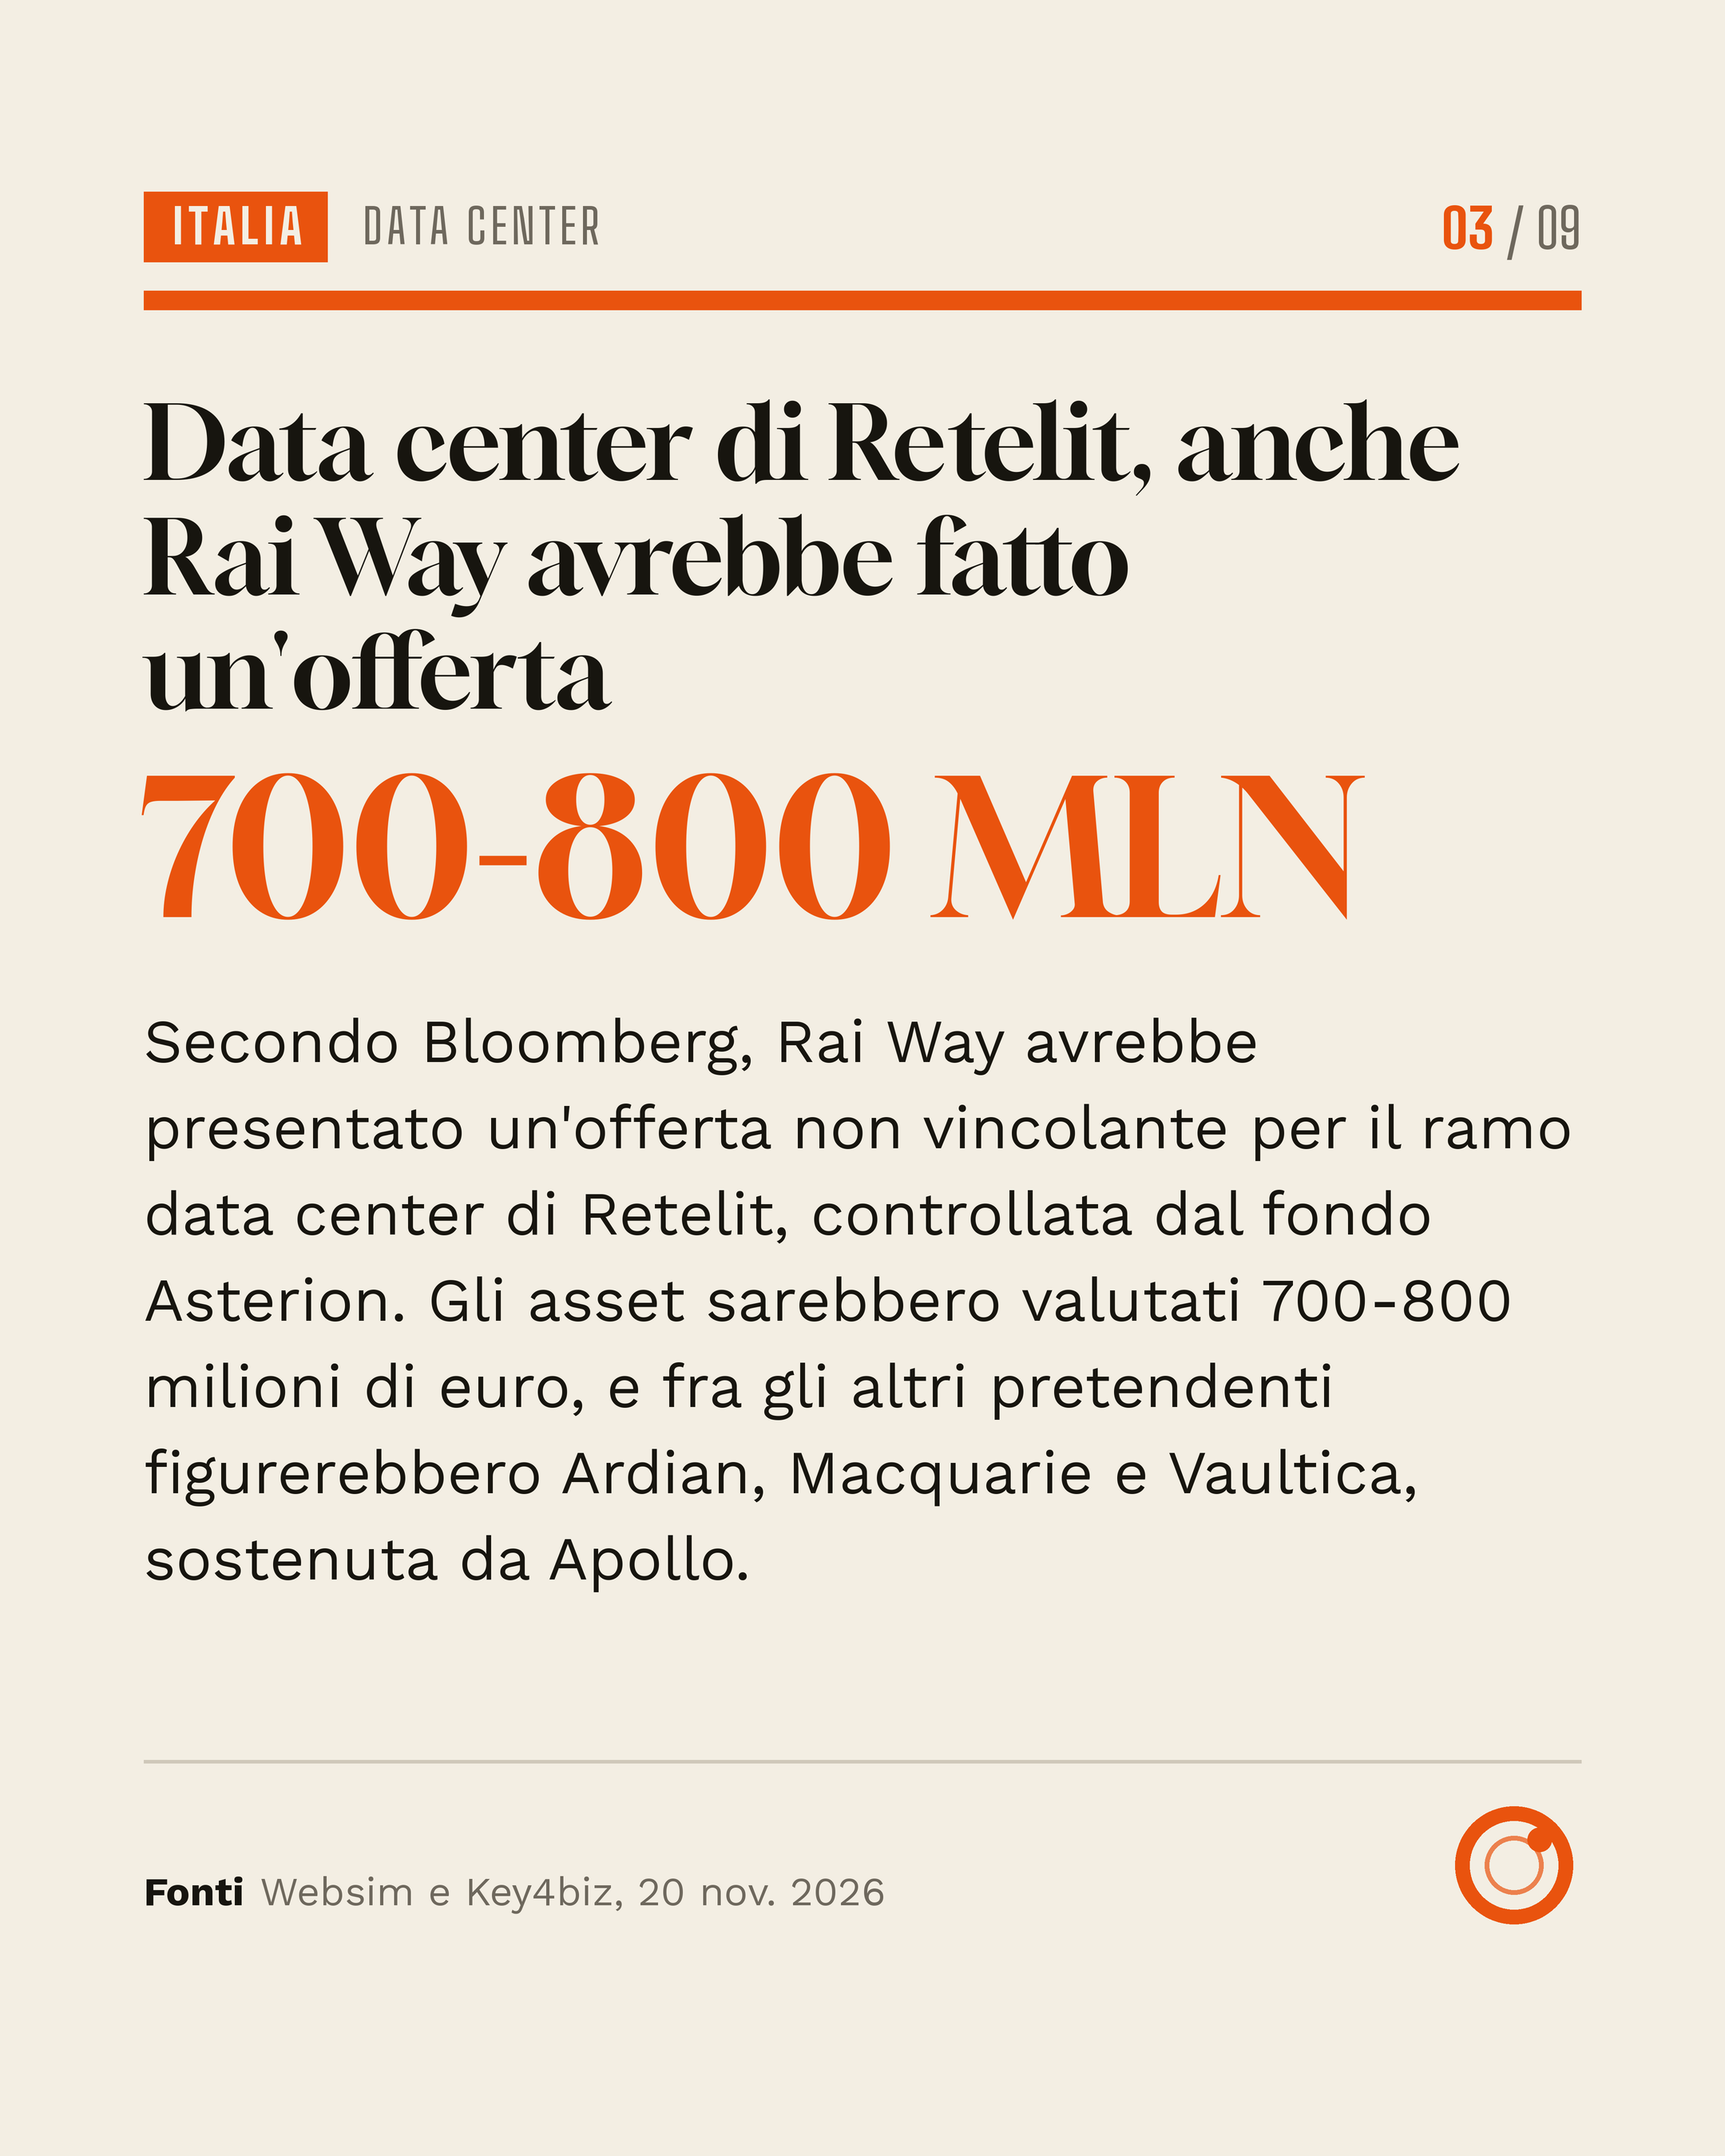 ITALIA DATA CENTER 03 / 09
Data center di Retelit, anche
Rai Way avrebbe fatto
un'offerta
700-800 MLN
Secondo Bloomberg, Rai Way avrebbe
presentato un'offerta non vincolante per il ramo
data center di Retelit, controllata dal fondo
Asterion. Gli asset sarebbero valutati 700-800
milioni di euro, e fra gli altri pretendenti
figurerebbero Ardian, Macquarie e Vaultica,
sostenuta da Apollo.
Fonti Websim e Key4biz, 20 nov. 2026